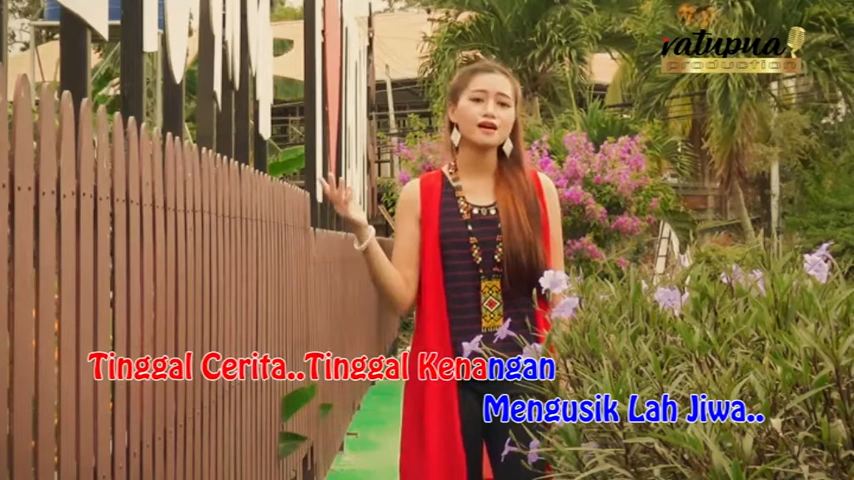 ratupua
production
Tinggal Cerita..Tinggal Kenangan
Mengusik Lah Jiwa..